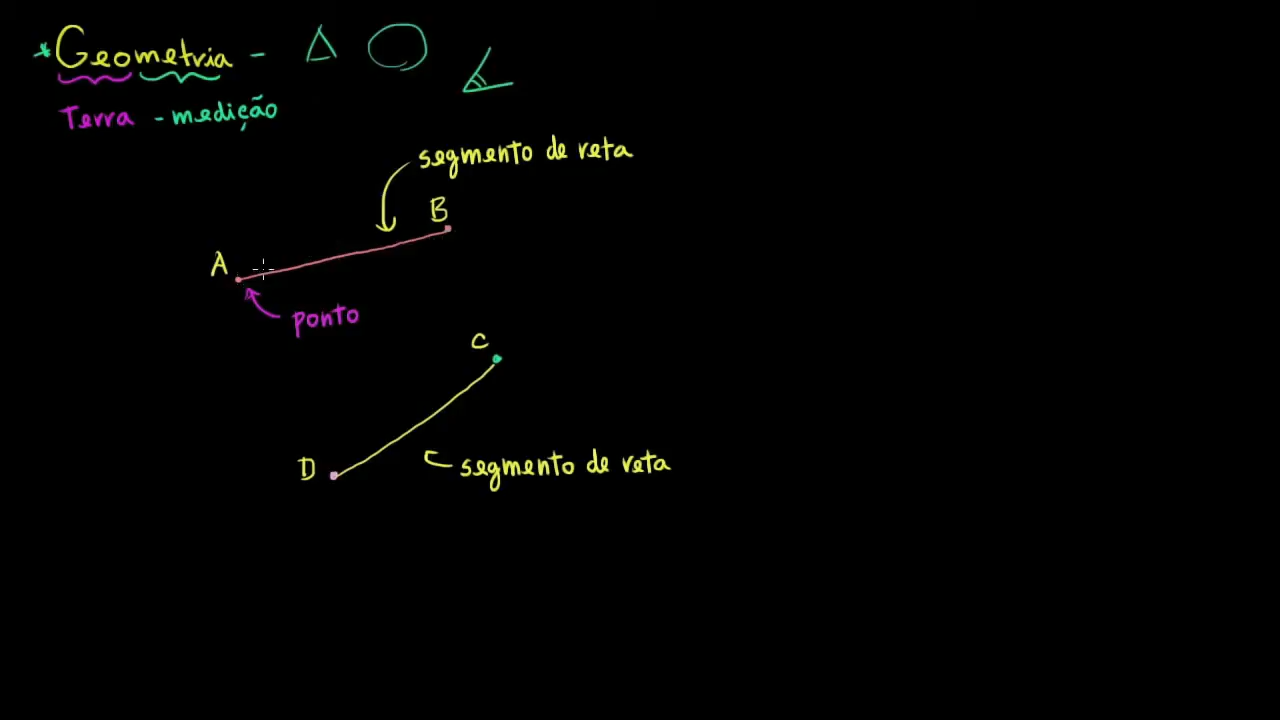 *Geometria -
Terra - medição
segmento de reta
B
A
ponto
C
D
segmento de reta